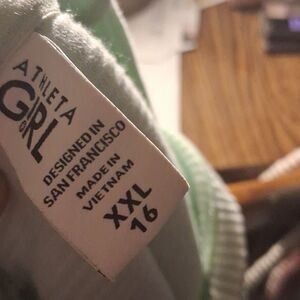 ATHLETA
GIRL
DESIGNED IN
SAN FRANCISCO
MADE IN
VIETNAM
XXL
16